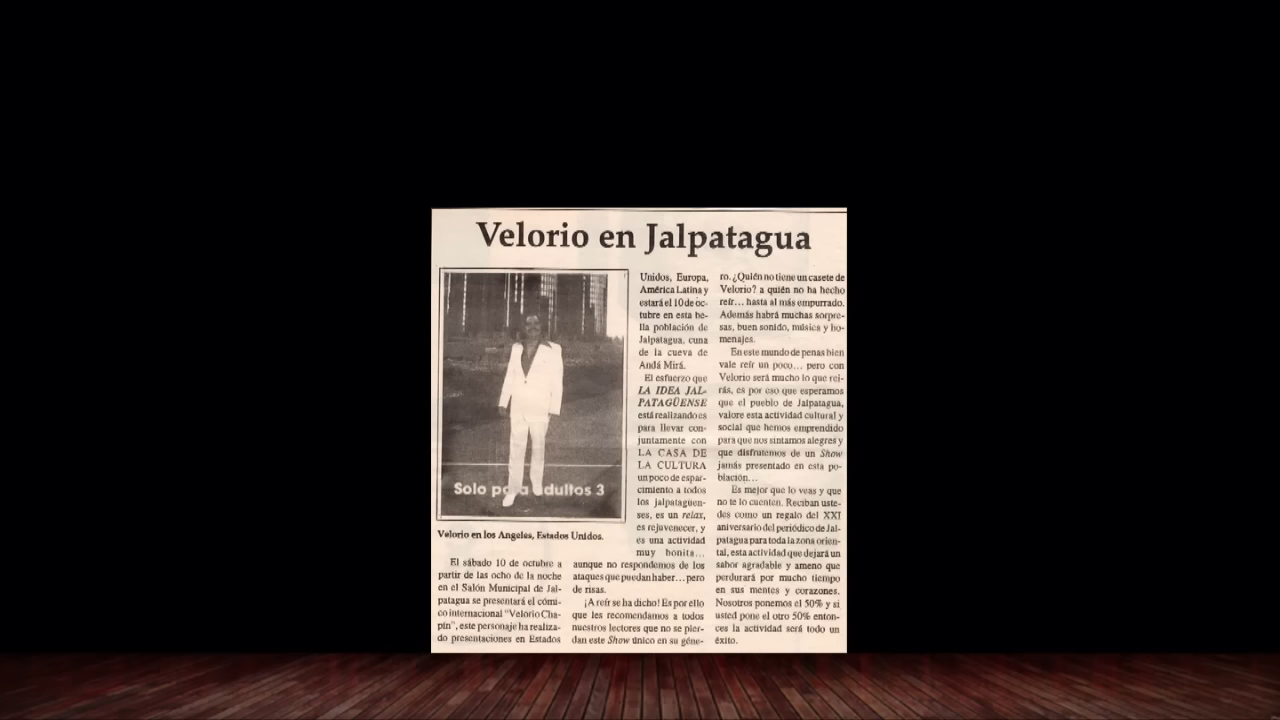 Velorio en Jalpatagua
Solo para adultos 3
Velorio en los Angeles, Estados Unidos.
El sábado 10 de octubre a
partir de las ocho de la noche
en el Salón Municipal de Jal-
patagua se presentará el cómi-
co internacional "Velorio Cha-
pín", este personaje ha realiza-
do presentaciones en Estados
Unidos, Europa,
América Latina y
estará el 10 de oc-
tubre en esta be-
lla población de
Jalpatagua, cuna
de la cueva de
Andá Mirá.
El esfuerzo que
LA IDEA JAL-
PATAGÜENSE
está realizando es
para llevar con-
juntamente con
LA CASA DE
LA CULTURA
un poco de espar-
cimiento a todos
los jalpatagüen-
ses, es un relax,
es rejuvenecer, y
es una actividad
muy bonita...
aunque no respondemos de los
ataques que puedan haber... pero
de risas.
¡A reír se ha dicho! Es por ello
que les recomendamos a todos
nuestros lectores que no se pier-
dan este Show único en su géne-
ro. ¿Quién no tiene un casete de
Velorio? a quién no ha hecho
reír... hasta al más empurrado.
Además habrá muchas sorpre-
sas, buen sonido, música y ho-
menajes.
En este mundo de penas bien
vale reír un poco... pero con
Velorio será mucho lo que rei-
rás, es por eso que esperamos
que el pueblo de Jalpatagua,
valore esta actividad cultural y
social que hemos emprendido
para que nos sintamos alegres y
que disfrutemos de un Show
jamás presentado en esta po-
blación...
Es mejor que lo veas y que
no te lo cuenten. Reciban uste-
des como un regalo del XXI
aniversario del periódico de Jal-
patagua para toda la zona orien-
tal, esta actividad que dejará un
sabor agradable y ameno que
perdurará por mucho tiempo
en sus mentes y corazones.
Nosotros ponemos el 50% y si
usted pone el otro 50% enton-
ces la actividad será todo un
éxito.